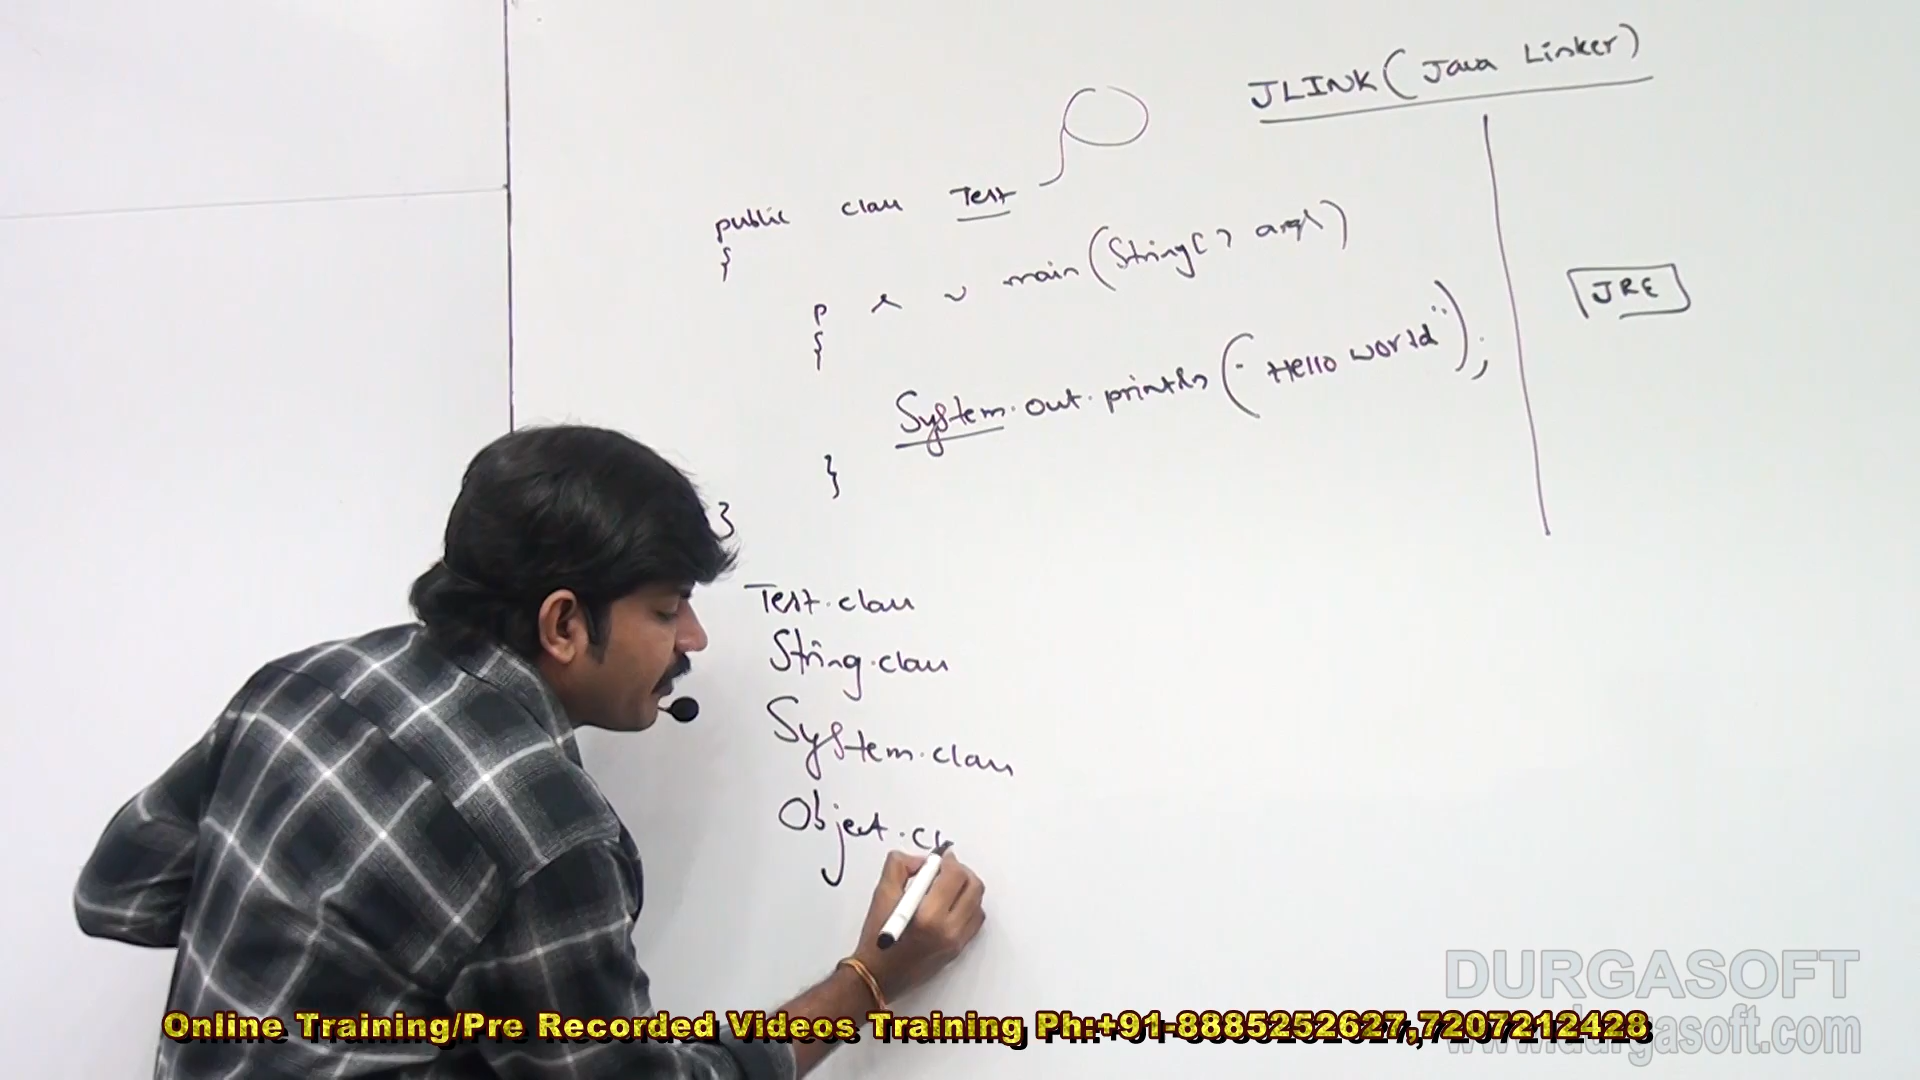 JLINK (Java Linker)
public class Test
{
p s v main (String[] args)
{
System.out.println ("Hello world");
}
}
JRE
Test.class
String.class
System.class
Object.cl
DURGASOFT
www.durgasoft.com
Online Training/Pre Recorded Videos Training Ph:+91-8885252627,7207212428